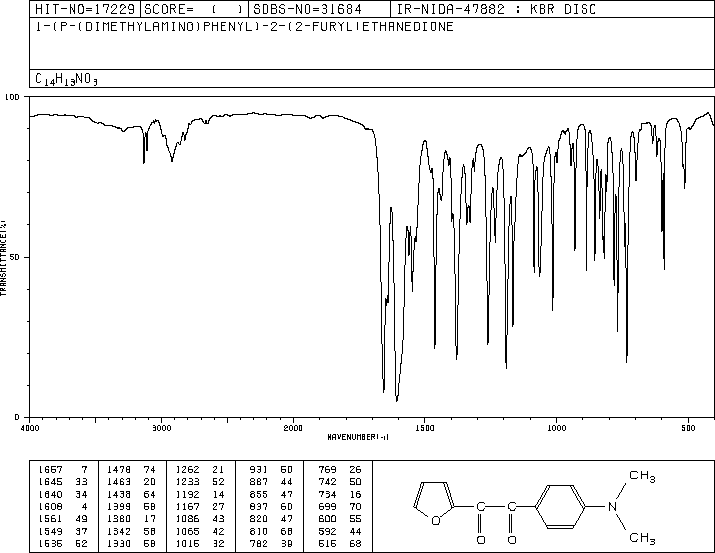 HIT-NO=17229 SCORE= ( ) SDBS-NO=31684 IR-NIDA-47882 : KBR DISC
1-(P-(DIMETHYLAMINO)PHENYL)-2-(2-FURYL)ETHANEDIONE
C14H13NO3
100
50
0
TRANSMITTANCE(%)
4000 3000 2000 1500 1000 500
WAVENUMBER(-1)
1657 7 1478 74 1262 21 931 50 769 26
1645 33 1463 20 1233 52 887 44 742 50
1640 34 1438 64 1192 14 855 47 734 16
1608 4 1399 58 1167 27 837 60 699 70
1561 49 1380 17 1086 43 820 47 600 55
1549 37 1342 58 1065 42 810 68 592 44
1536 52 1330 58 1016 32 782 39 515 68
CH3
N
CH3
O
C C
O O